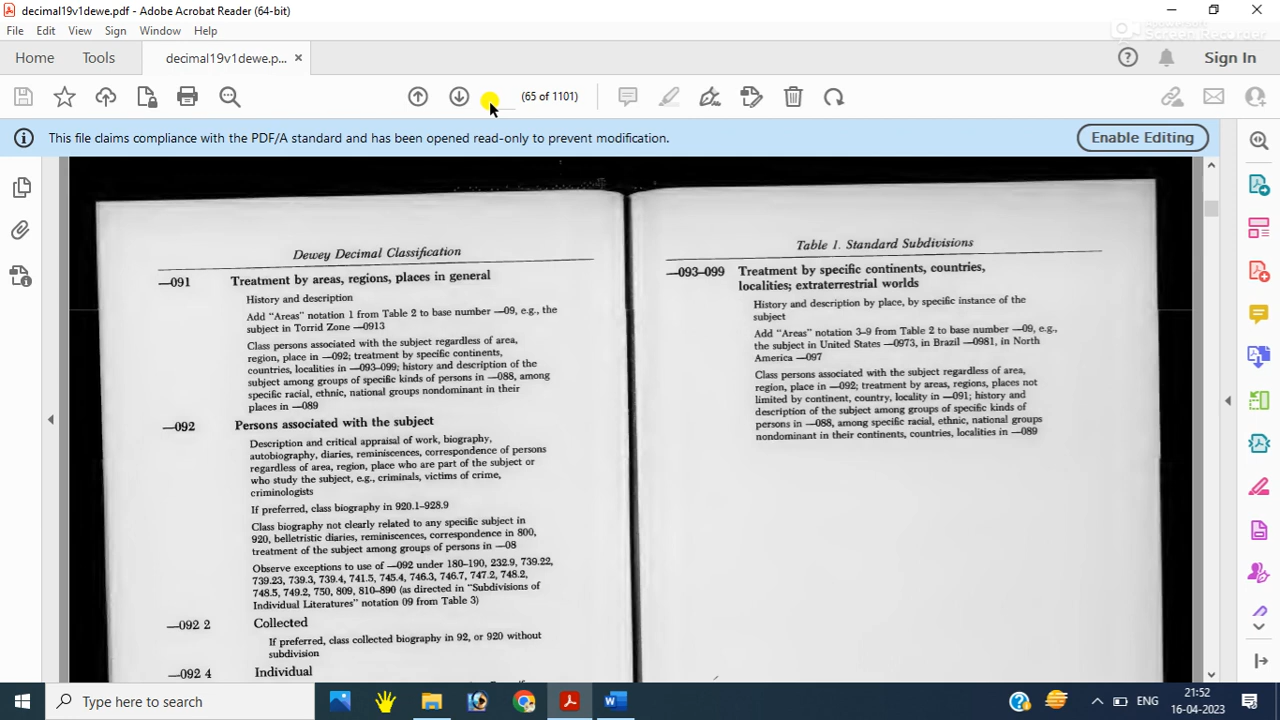 decimal19v1dewe.pdf - Adobe Acrobat Reader (64-bit)
File Edit View Sign Window Help
Home Tools decimal19v1dewe.p... Sign In
(65 of 1101)
This file claims compliance with the PDF/A standard and has been opened read-only to prevent modification. Enable Editing
Dewey Decimal Classification
—091 Treatment by areas, regions, places in general
History and description
Add "Areas" notation 1 from Table 2 to base number —09, e.g., the
subject in Torrid Zone —0913
Class persons associated with the subject regardless of area,
region, place in —092; treatment by specific continents,
countries, localities in —093-099; history and description of the
subject among groups of specific kinds of persons in —088, among
specific racial, ethnic, national groups nondominant in their
places in —089
—092 Persons associated with the subject
Description and critical appraisal of work, biography,
autobiography, diaries, reminiscences, correspondence of persons
regardless of area, region, place who are part of the subject or
who study the subject, e.g., criminals, victims of crime,
criminologists
If preferred, class biography in 920.1–928.9
Class biography not clearly related to any specific subject in
920, belletristic diaries, reminiscences, correspondence in 800,
treatment of the subject among groups of persons in —08
Observe exceptions to use of —092 under 180–190, 232.9, 739.22,
739.23, 739.3, 739.4, 741.5, 745.4, 746.3, 746.7, 747.2, 748.2,
748.5, 749.2, 750, 809, 810–890 (as directed in "Subdivisions of
Individual Literatures" notation 09 from Table 3)
—092 2 Collected
If preferred, class collected biography in 92, or 920 without
subdivision
—092 4 Individual
Table 1. Standard Subdivisions
—093-099 Treatment by specific continents, countries,
localities; extraterrestrial worlds
History and description by place, by specific instance of the
subject
Add "Areas" notation 3–9 from Table 2 to base number —09, e.g.,
the subject in United States —0973, in Brazil —0981, in North
America —097
Class persons associated with the subject regardless of area,
region, place in —092; treatment by areas, regions, places not
limited by continent, country, locality in —091; history and
description of the subject among groups of specific kinds of
persons in —088, among specific racial, ethnic, national groups
nondominant in their continents, countries, localities in —089
Type here to search
ENG
21:52
16-04-2023